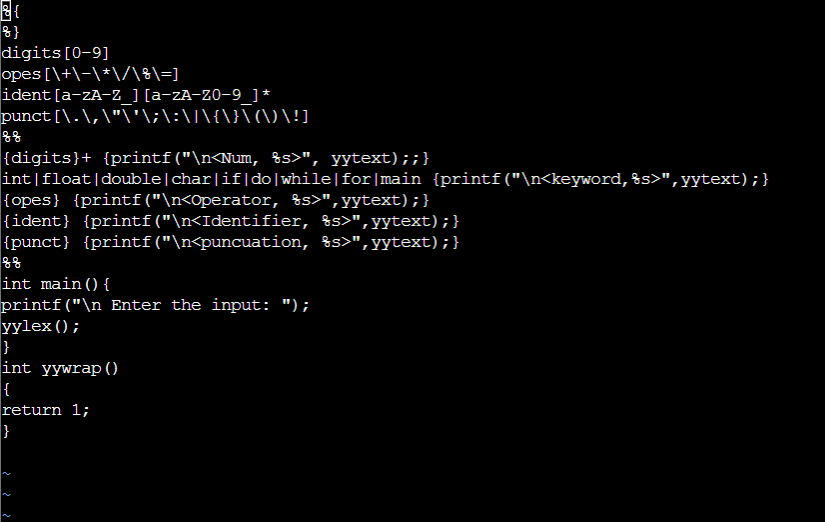 %{
%}
digits[0-9]
opes[\+\-\*\/\%\=]
ident[a-zA-Z_][a-zA-Z0-9_]*
punct[\.\,\"\'\;\:\|\{\}\(\)\!]
%%
{digits}+ {printf("\n<Num, %s>", yytext);;}
int|float|double|char|if|do|while|for|main {printf("\n<keyword,%s>",yytext);}
{opes} {printf("\n<Operator, %s>",yytext);}
{ident} {printf("\n<Identifier, %s>",yytext);}
{punct} {printf("\n<puncuation, %s>",yytext);}
%%
int main(){
printf("\n Enter the input: ");
yylex();
}
int yywrap()
{
return 1;
}
~
~
~